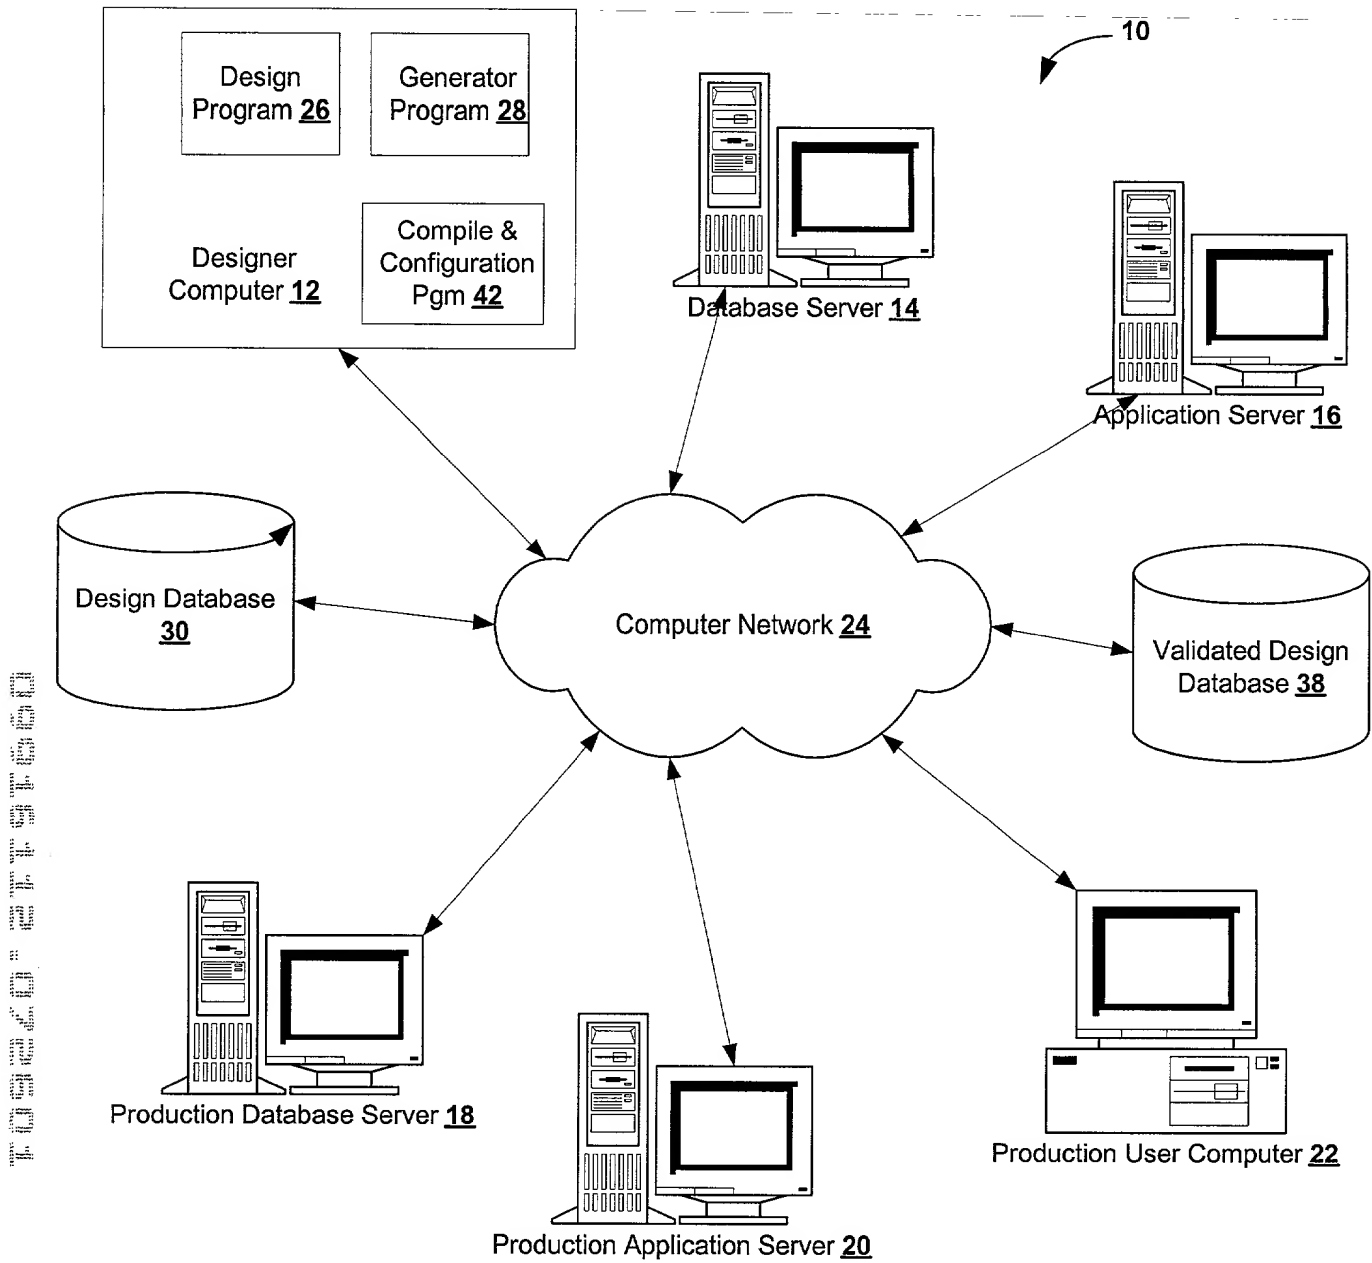 10
Design
Program 26
Generator
Program 28
Compile &
Configuration
Pgm 42
Designer
Computer 12
Database Server 14
Application Server 16
Design Database
30
Computer Network 24
Validated Design
Database 38
Production Database Server 18
Production User Computer 22
Production Application Server 20